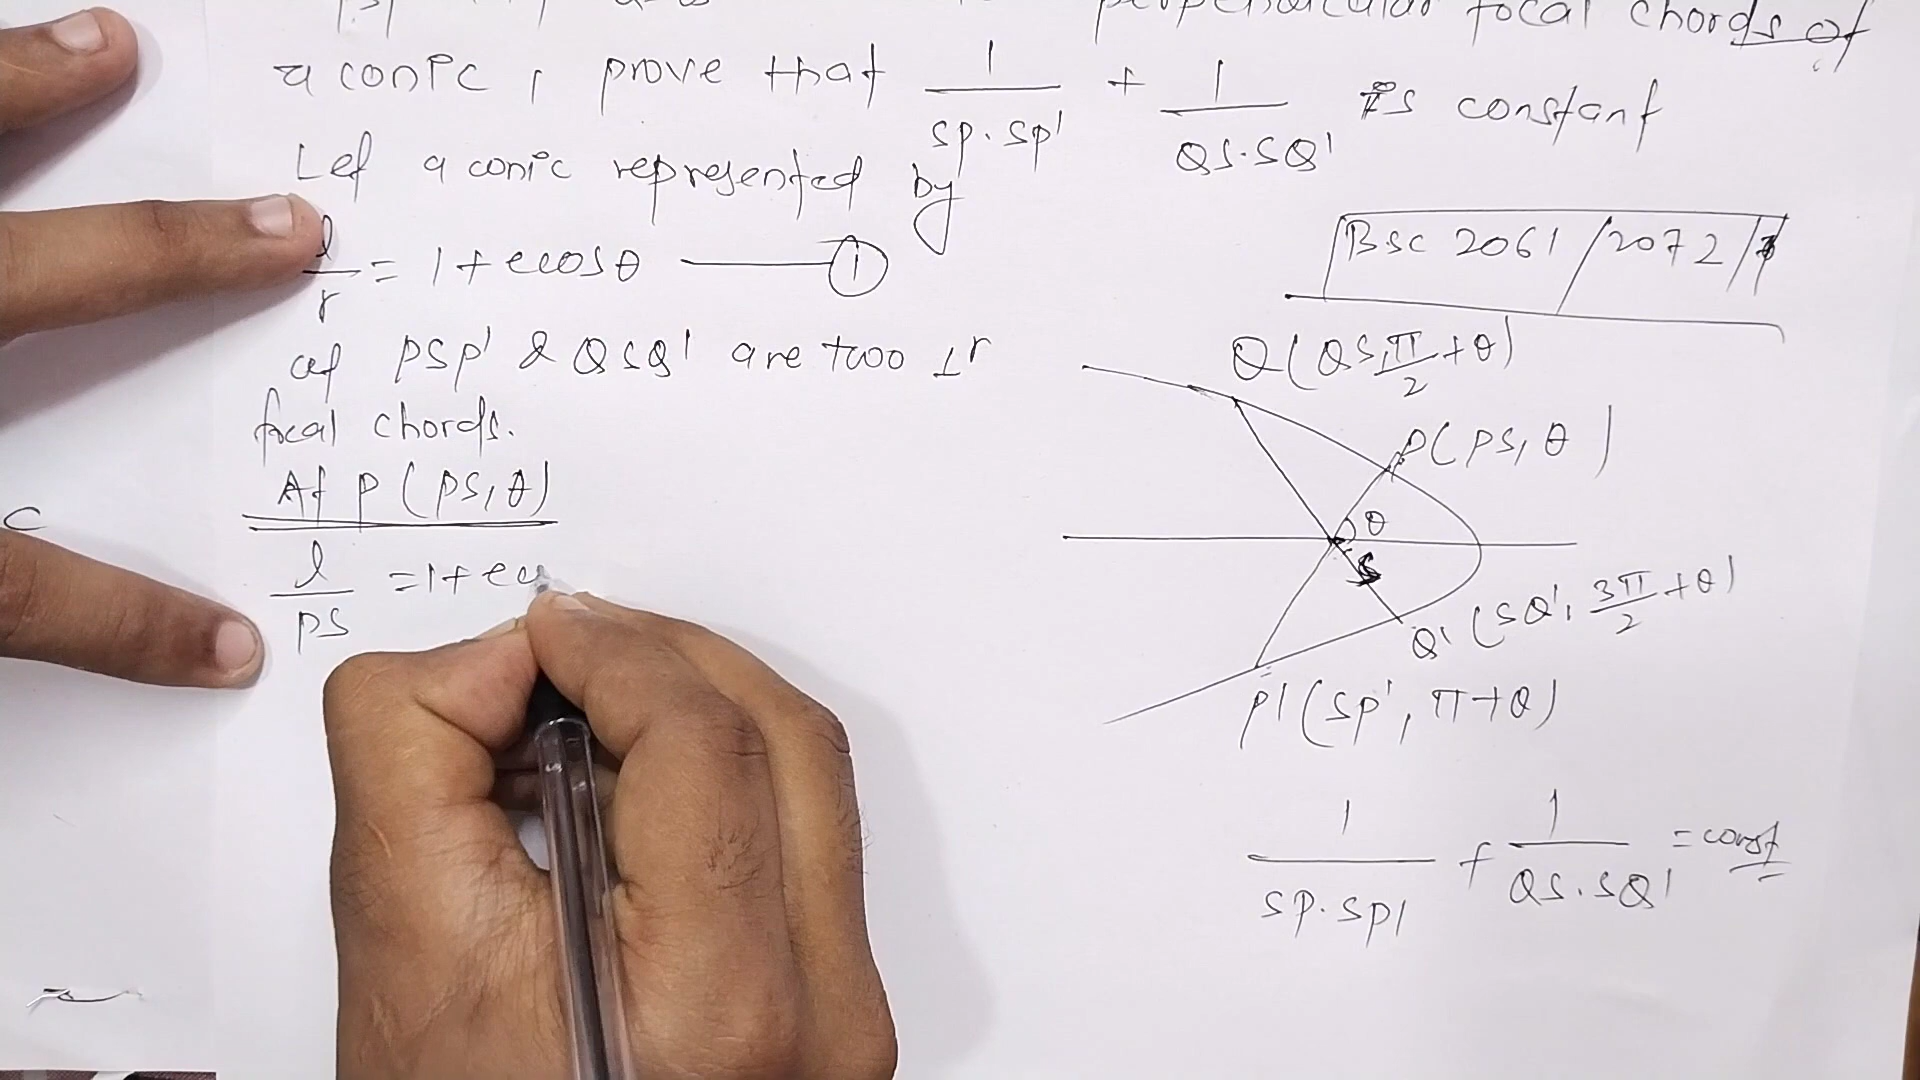 perpendicular focal chords of
a conic, prove that 1/SP.SP' + 1/QS.SQ' is constant
Let a conic represented by
l/r = 1+ecosθ ——— ①
PSP' & QSQ' are two ⊥r
focal chords.
At P(PS,θ)
l/PS = 1+eco
BSC 2061/2072/
Q(QS,π/2+θ)
P(PS,θ)
θ
S
Q'(SQ',3π/2+θ)
P'(SP',π+θ)
1/SP.SP' + 1/QS.SQ' = const
C